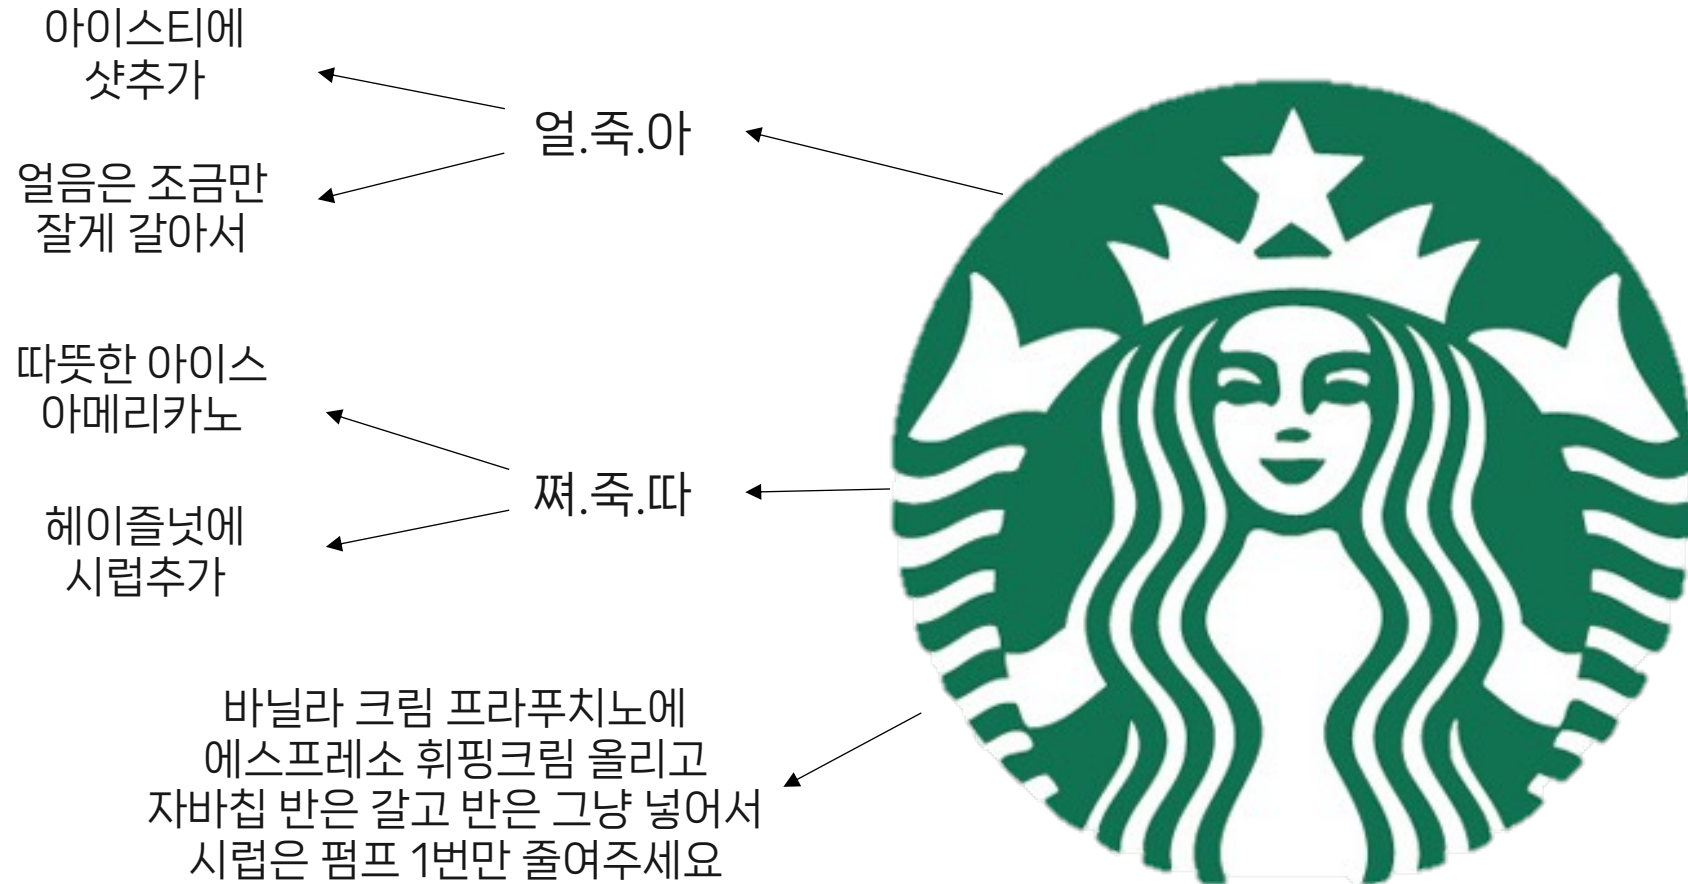 아이스티에
샷추가
얼.죽.아
얼음은 조금만
잘게 갈아서
따뜻한 아이스
아메리카노
쪄.죽.따
헤이즐넛에
시럽추가
바닐라 크림 프라푸치노에
에스프레소 휘핑크림 올리고
자바칩 반은 갈고 반은 그냥 넣어서
시럽은 펌프 1번만 줄여주세요